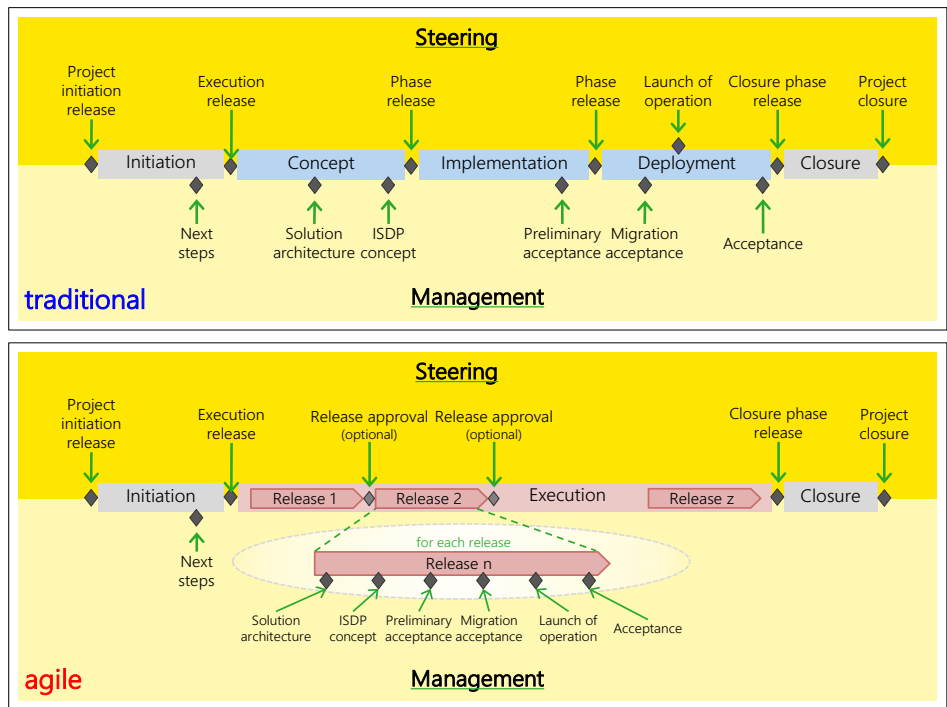 Steering
Project
initiation
release
Execution
release
Phase
release
Phase
release
Launch of
operation
Closure phase
release
Project
closure
Initiation
Concept
Implementation
Deployment
Closure
Next
steps
Solution
architecture
ISDP
concept
Preliminary
acceptance
Migration
acceptance
Acceptance
traditional
Management
Steering
Project
initiation
release
Execution
release
Release approval
(optional)
Release approval
(optional)
Closure phase
release
Project
closure
Initiation
Release 1
Release 2
Execution
Release z
Closure
Next
steps
for each release
Release n
Solution
architecture
ISDP
concept
Preliminary
acceptance
Migration
acceptance
Launch of
operation
Acceptance
agile
Management